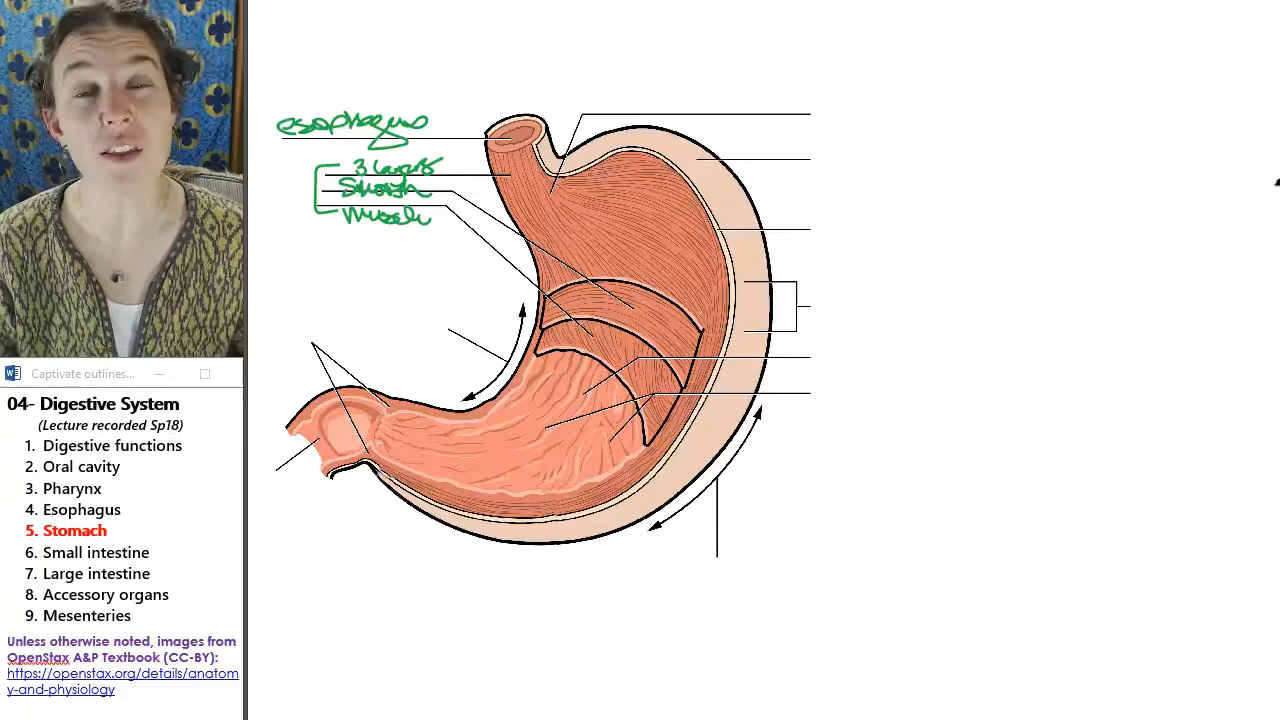 esophagus
3 layers
Smooth
muscle
Captivate outlines...
04- Digestive System
(Lecture recorded Sp18)
1. Digestive functions
2. Oral cavity
3. Pharynx
4. Esophagus
5. Stomach
6. Small intestine
7. Large intestine
8. Accessory organs
9. Mesenteries
Unless otherwise noted, images from
OpenStax A&P Textbook (CC-BY):
https://openstax.org/details/anatom
y-and-physiology